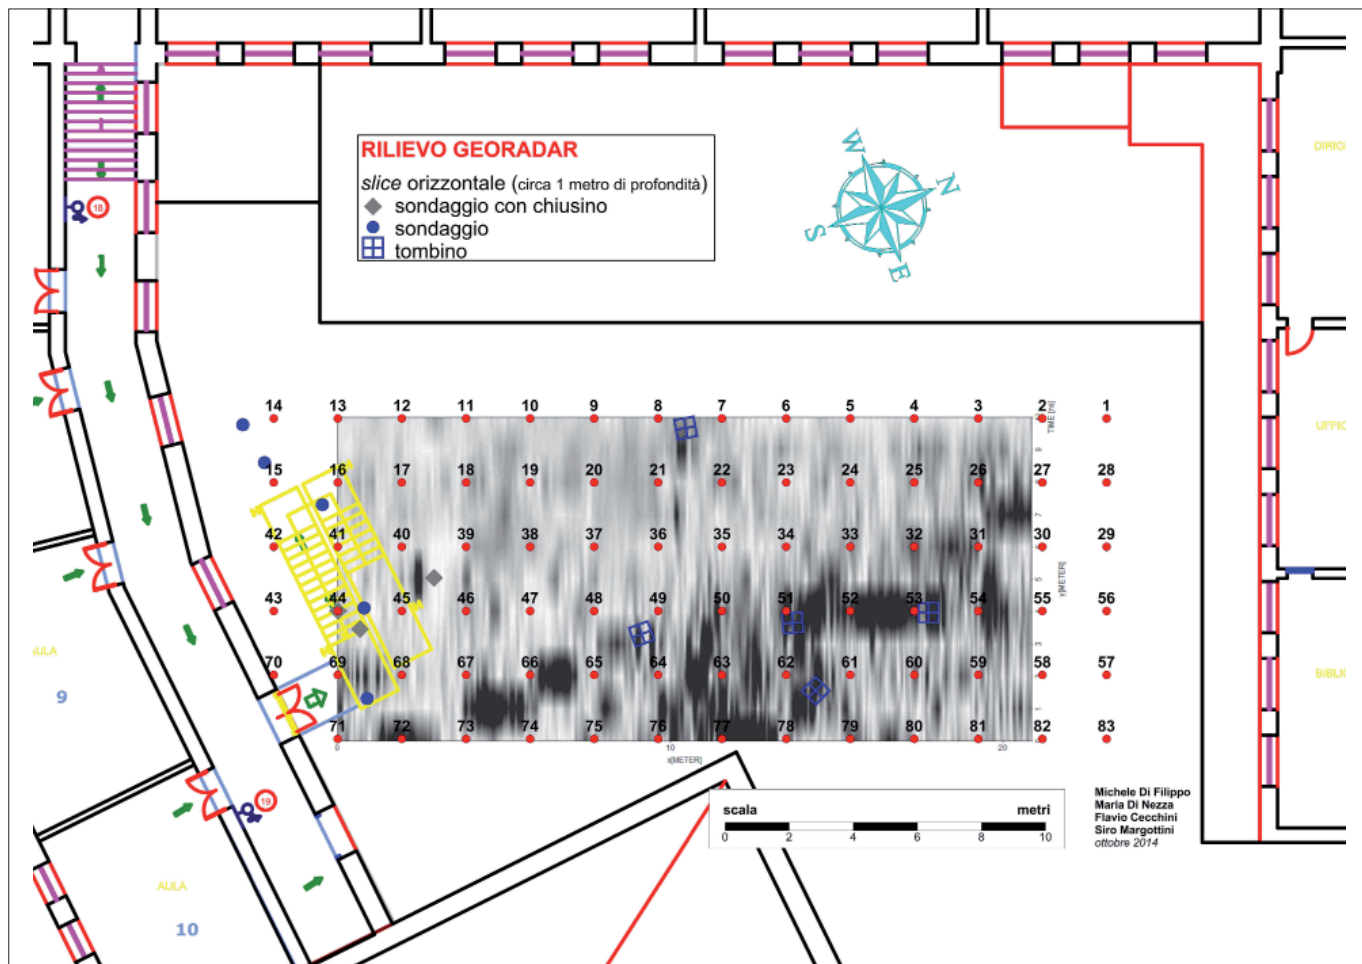 RILIEVO GEORADAR
slice orizzontale (circa 1 metro di profondità)
sondaggio con chiusino
sondaggio
tombino
W
N
S
E
DIRIG
UFFIC
BIBLIO
18
14 13 12 11 10 9 8 7 6 5 4 3 2 1
TIME [ns]
15 16 17 18 19 20 21 22 23 24 25 26 27 28
42 41 40 39 38 37 36 35 34 33 32 31 30 29
Y[METER]
43 44 45 46 47 48 49 50 51 52 53 54 55 56
70 69 68 67 66 65 64 63 62 61 60 59 58 57
71 72 73 74 75 76 77 78 79 80 81 82 83
0 10 20
x[METER]
AULA
9
19
AULA
10
scala metri
0 2 4 6 8 10
Michele Di Filippo
Maria Di Nezza
Flavio Cecchini
Siro Margottini
ottobre 2014